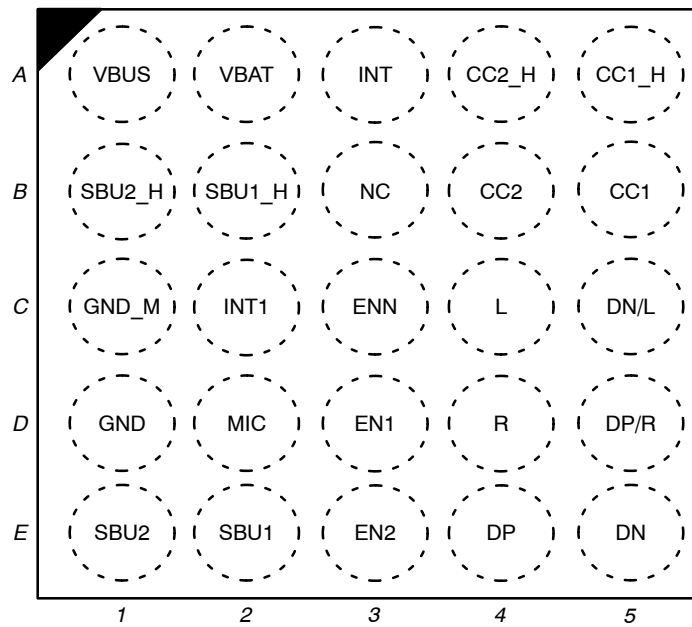 A VBUS VBAT INT CC2_H CC1_H
B SBU2_H SBU1_H NC CC2 CC1
C GND_M INT1 ENN L DN/L
D GND MIC EN1 R DP/R
E SBU2 SBU1 EN2 DP DN
1 2 3 4 5